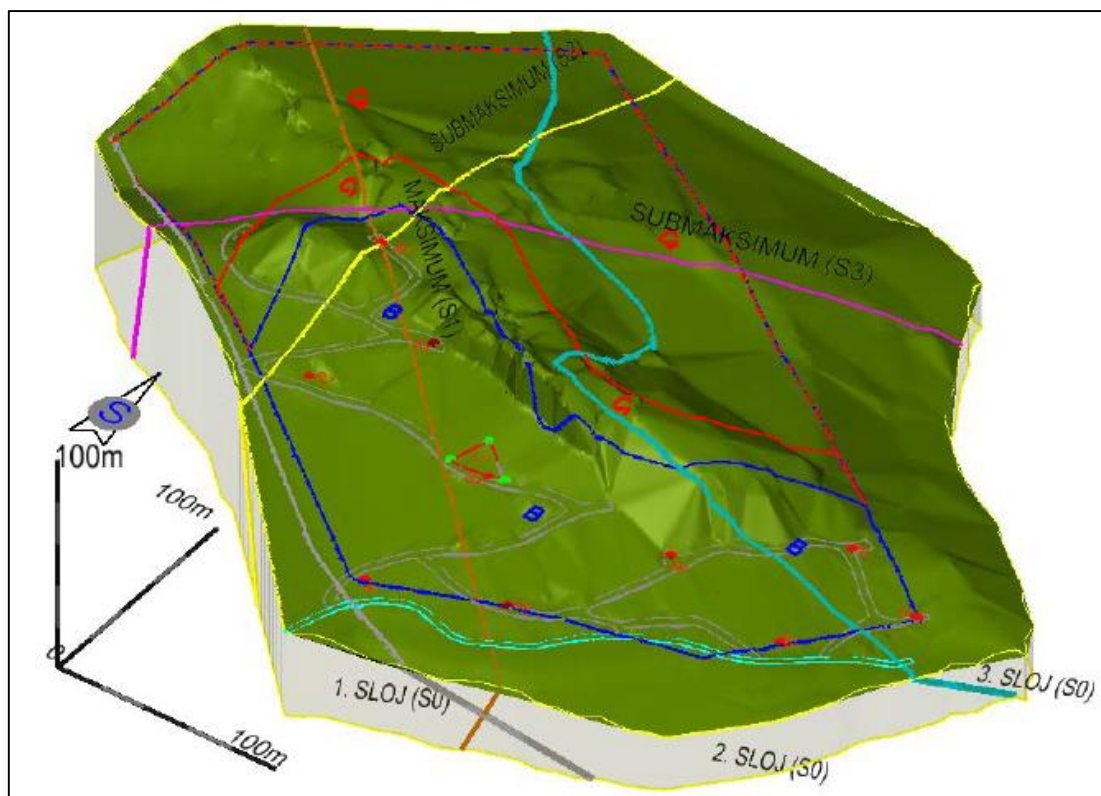 SUBMAKSIMUM (S2)
G
G
MAKSIMUM (S1)
SUBMAKSIMUM (S3)
G
B
S
G
100m
100m
B
B
0
100m
1. SLOJ (S0)
2. SLOJ (S0)
3. SLOJ (S0)